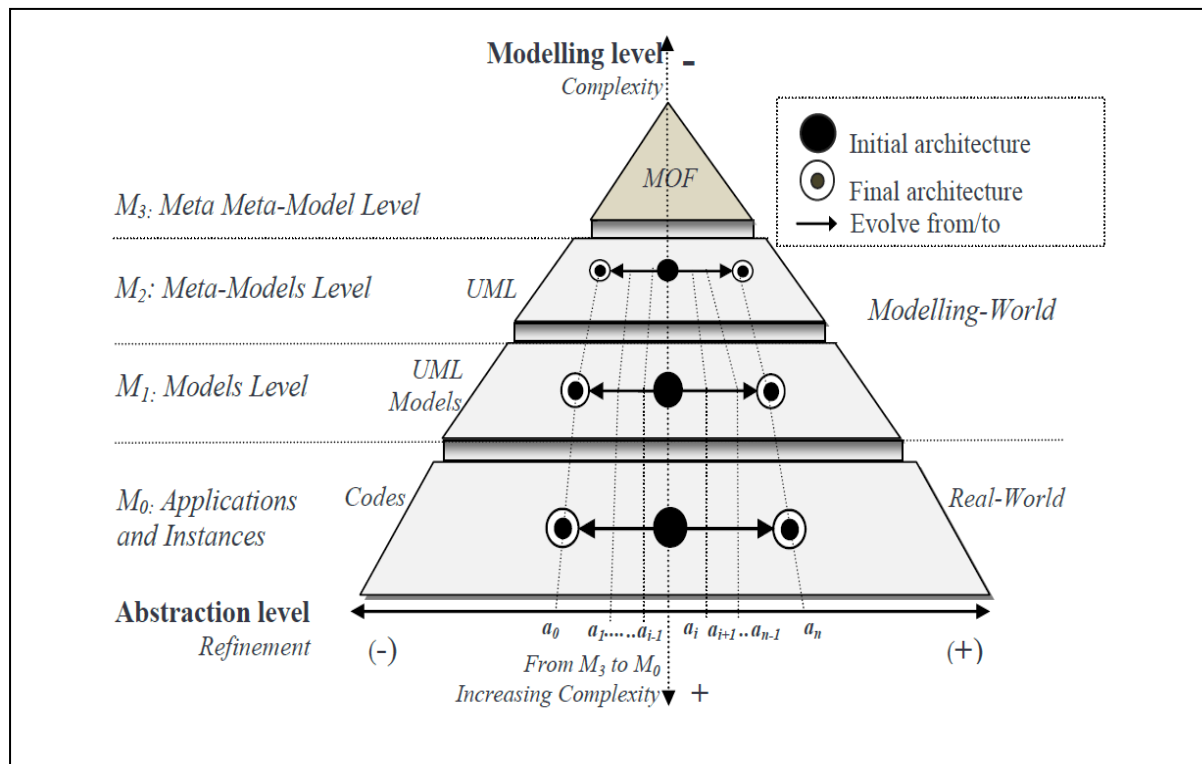 Modelling level -
Complexity
Initial architecture
Final architecture
Evolve from/to
MOF
M3: Meta Meta-Model Level
M2: Meta-Models Level
UML
Modelling-World
M1: Models Level
UML
Models
M0: Applications
and Instances
Codes
Real-World
Abstraction level
Refinement
(-)
a0 a1......ai-1 ai ai+1..an-1 an
(+)
From M3 to M0
Increasing Complexity +